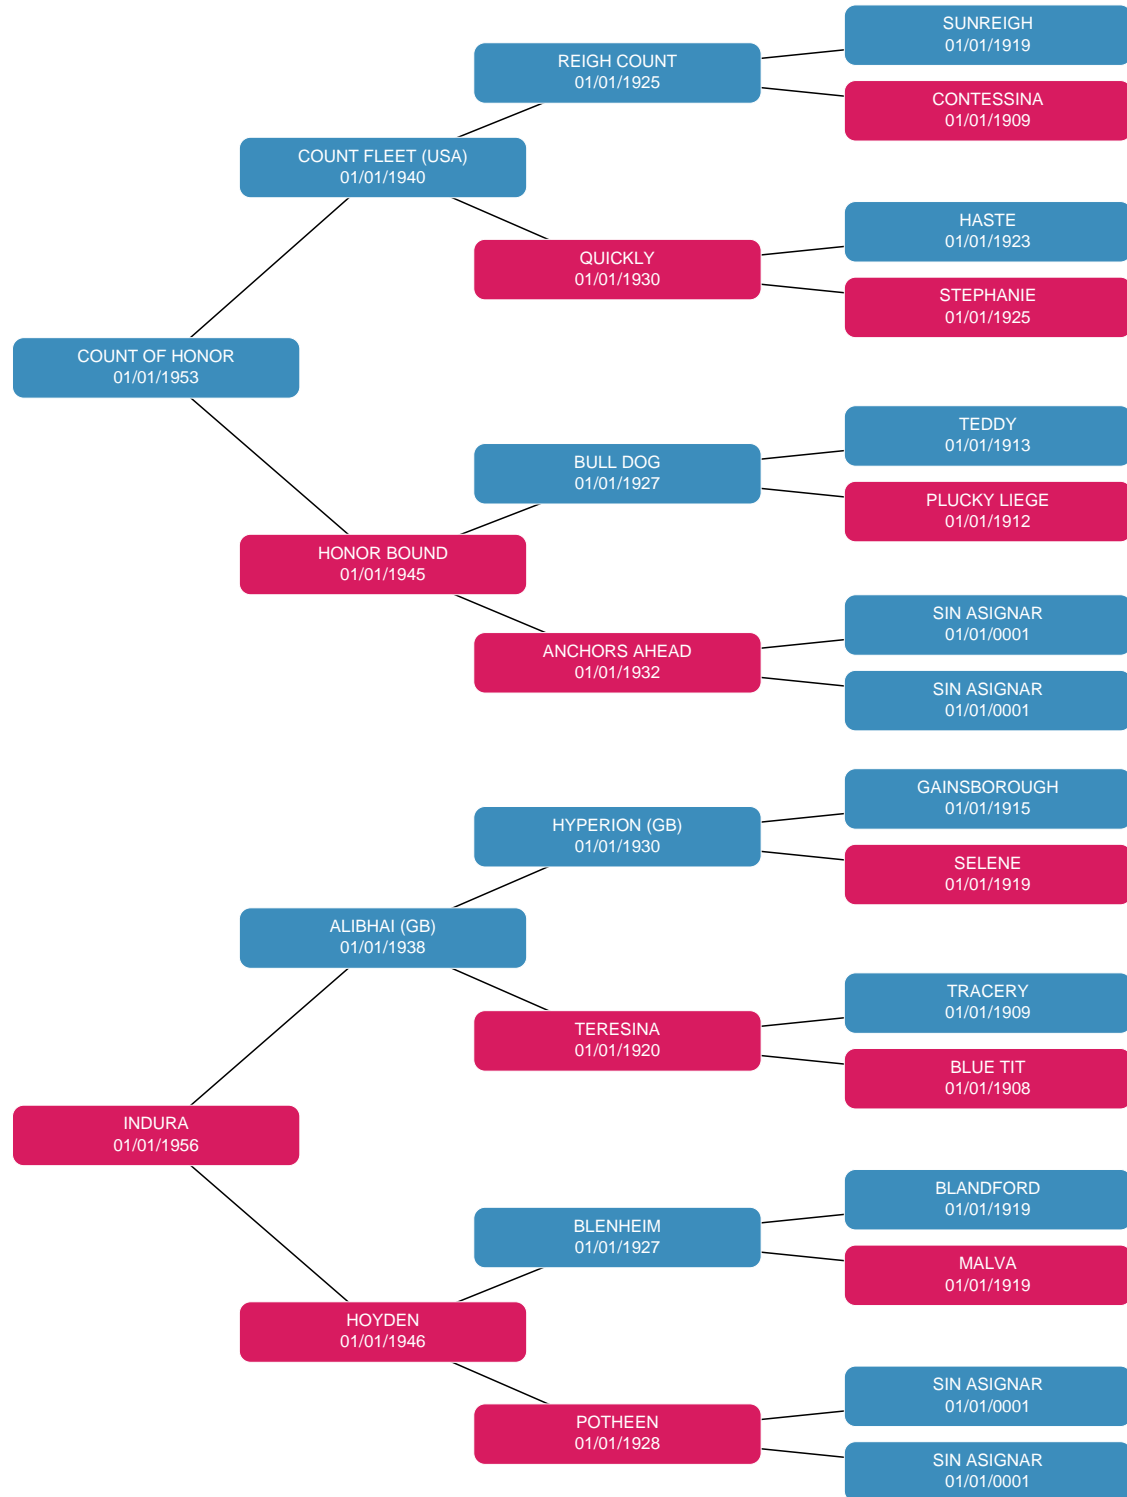 SUNREIGH
01/01/1919
REIGH COUNT
01/01/1925
CONTESSINA
01/01/1909
COUNT FLEET (USA)
01/01/1940
HASTE
01/01/1923
QUICKLY
01/01/1930
STEPHANIE
01/01/1925
COUNT OF HONOR
01/01/1953
TEDDY
01/01/1913
BULL DOG
01/01/1927
PLUCKY LIEGE
01/01/1912
HONOR BOUND
01/01/1945
SIN ASIGNAR
01/01/0001
ANCHORS AHEAD
01/01/1932
SIN ASIGNAR
01/01/0001
GAINSBOROUGH
01/01/1915
HYPERION (GB)
01/01/1930
SELENE
01/01/1919
ALIBHAI (GB)
01/01/1938
TRACERY
01/01/1909
TERESINA
01/01/1920
BLUE TIT
01/01/1908
INDURA
01/01/1956
BLANDFORD
01/01/1919
BLENHEIM
01/01/1927
MALVA
01/01/1919
HOYDEN
01/01/1946
SIN ASIGNAR
01/01/0001
POTHEEN
01/01/1928
SIN ASIGNAR
01/01/0001